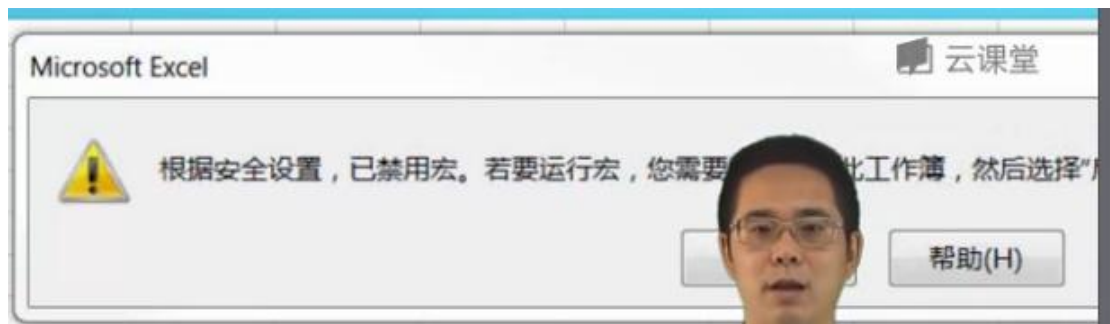 Microsoft Excel
云课堂
根据安全设置，已禁用宏。若要运行宏，您需要
此工作簿，然后选择"
帮助(H)